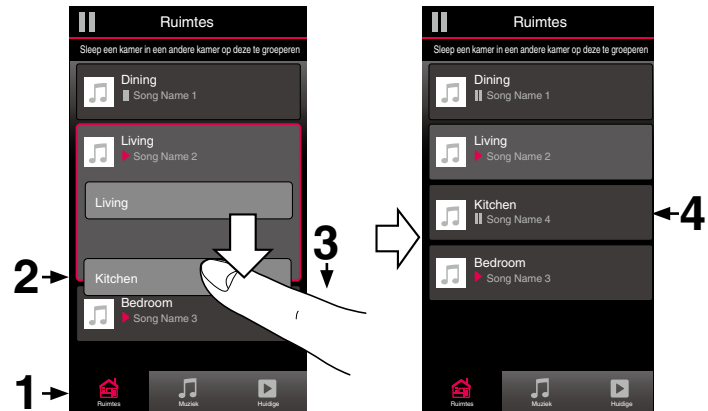 Ruimtes
Sleep een kamer in een andere kamer op deze te groeperen
Dining
Song Name 1
Living
Song Name 2
Living
Kitchen
Bedroom
Song Name 3
Ruimtes
Muziek
Huidige
1
2
3
Ruimtes
Sleep een kamer in een andere kamer op deze te groeperen
Dining
Song Name 1
Living
Song Name 2
Kitchen
Song Name 4
Bedroom
Song Name 3
Ruimtes
Muziek
Huidige
4